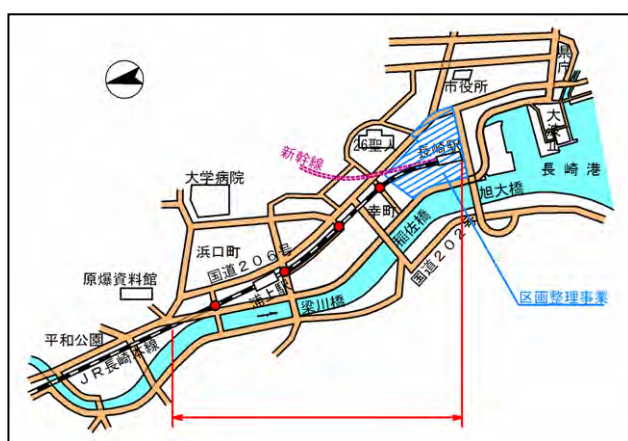 県庁
市役所
大波止
26聖人
長崎駅
長崎港
新幹線
大学病院
旭大橋
幸町
稲佐橋
浜口町
国道206号
国道202号
原爆資料館
浦上駅
区画整理事業
梁川橋
平和公園
JR長崎本線